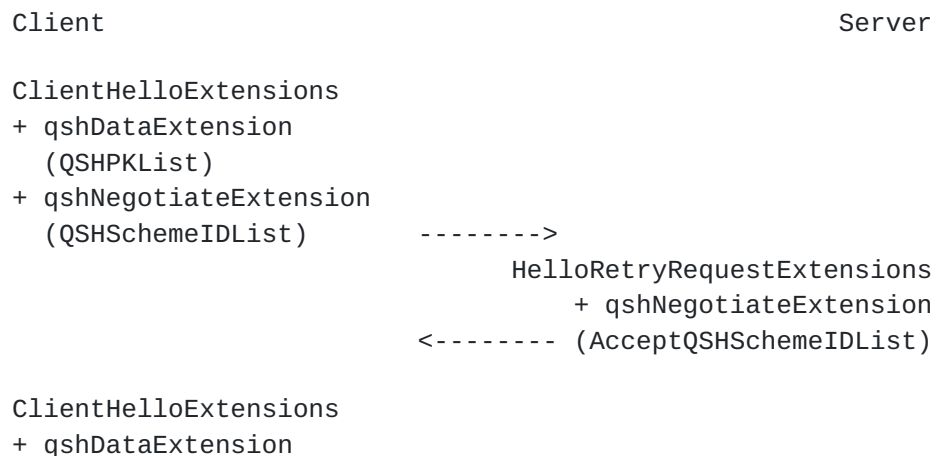 Client                                               Server
ClientHelloExtensions
+ qshDataExtension
  (QSHPKList)
+ qshNegotiateExtension
  (QSHSchemeIDList)       -------->
                                HelloRetryRequestExtensions
                                    + qshNegotiateExtension
                          <-------- (AcceptQSHSchemeIDList)
ClientHelloExtensions
+ qshDataExtension